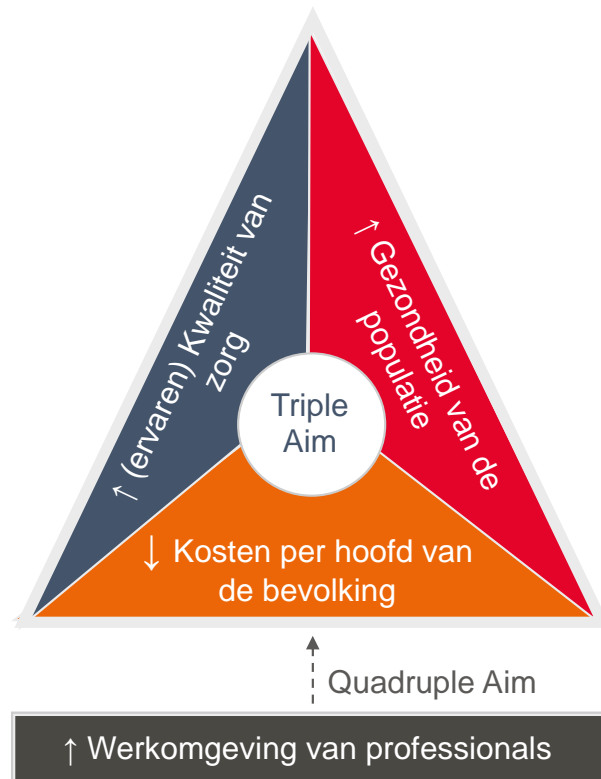 ↑ (ervaren) Kwaliteit van
zorg
↑ Gezondheid van de
populatie
Triple
Aim
↓ Kosten per hoofd van
de bevolking
Quadruple Aim
↑ Werkomgeving van professionals